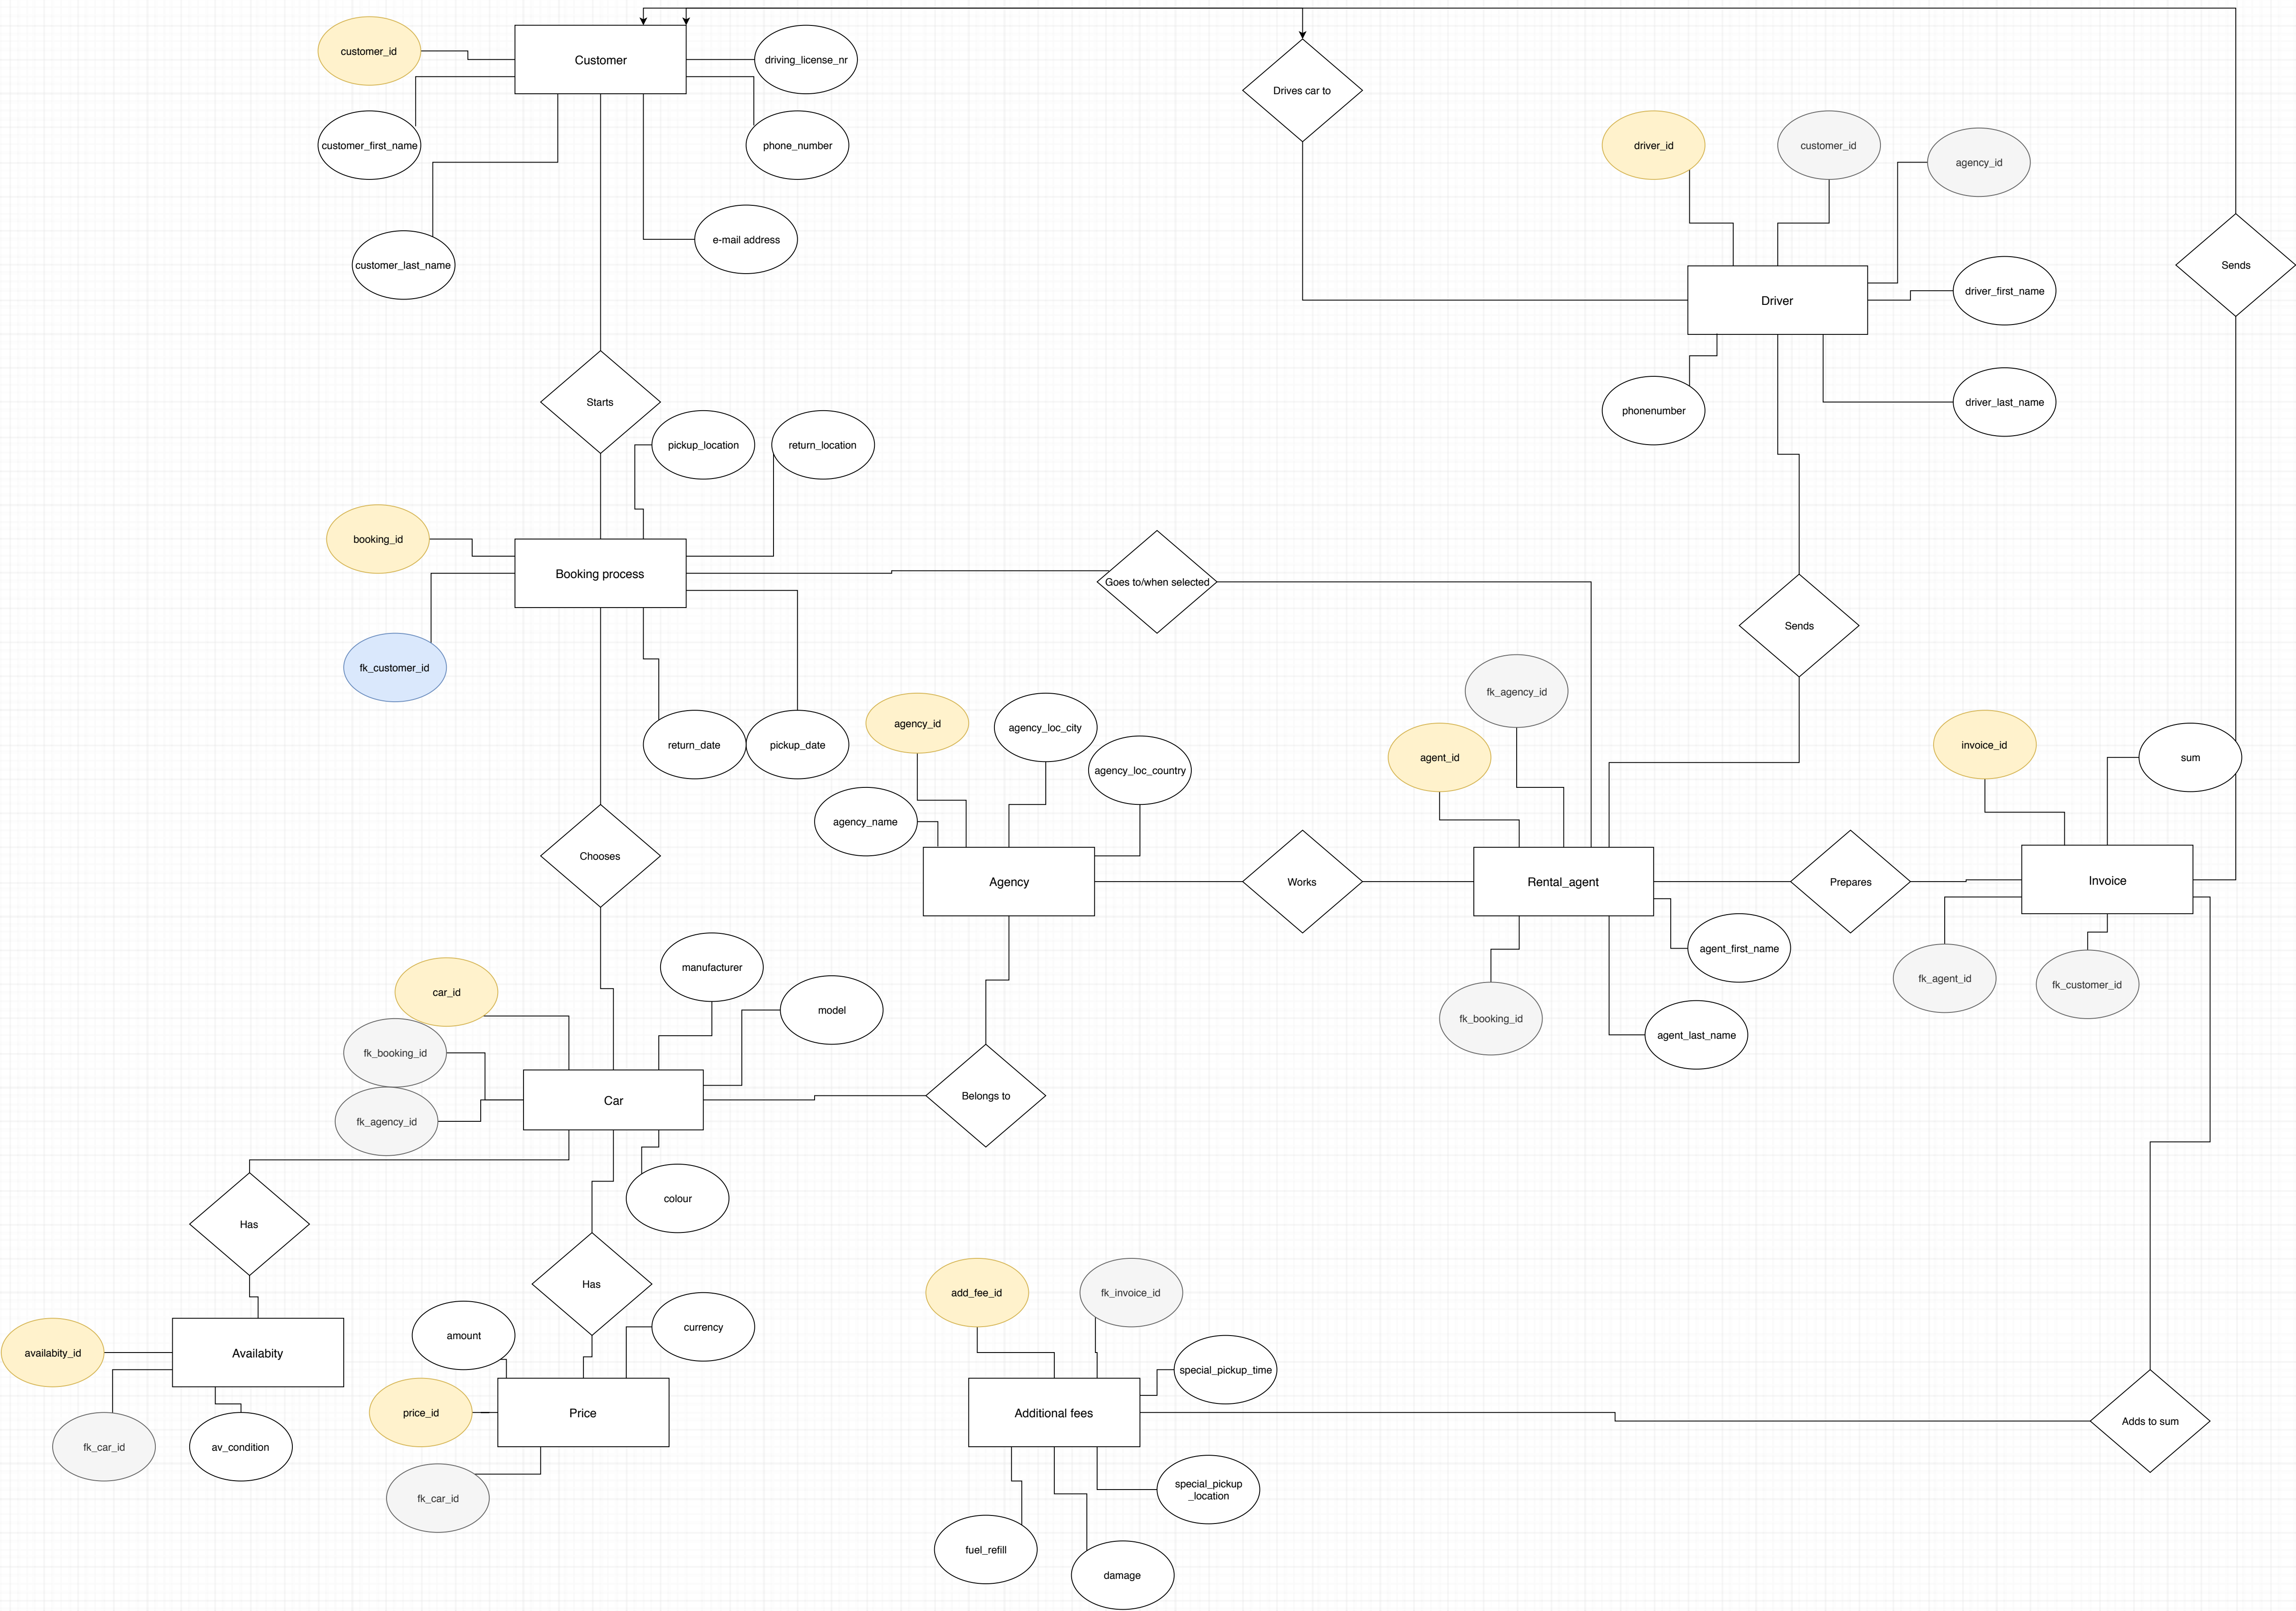 customer_id
Customer
driving_license_nr
Drives car to
customer_first_name
phone_number
driver_id
customer_id
agency_id
e-mail address
customer_last_name
Sends
driver_first_name
Driver
Starts
phonenumber
driver_last_name
pickup_location
return_location
booking_id
Booking process
Goes to/when selected
Sends
fk_customer_id
fk_agency_id
agency_id
agency_loc_city
return_date
pickup_date
invoice_id
agent_id
sum
agency_loc_country
agency_name
Chooses
Agency
Works
Rental_agent
Prepares
Invoice
agent_first_name
manufacturer
fk_agent_id
fk_customer_id
car_id
model
fk_booking_id
agent_last_name
fk_booking_id
Car
Belongs to
fk_agency_id
colour
Has
Has
add_fee_id
fk_invoice_id
amount
currency
availabity_id
Availabity
special_pickup_time
price_id
Price
Additional fees
Adds to sum
fk_car_id
av_condition
special_pickup
_location
fk_car_id
fuel_refill
damage